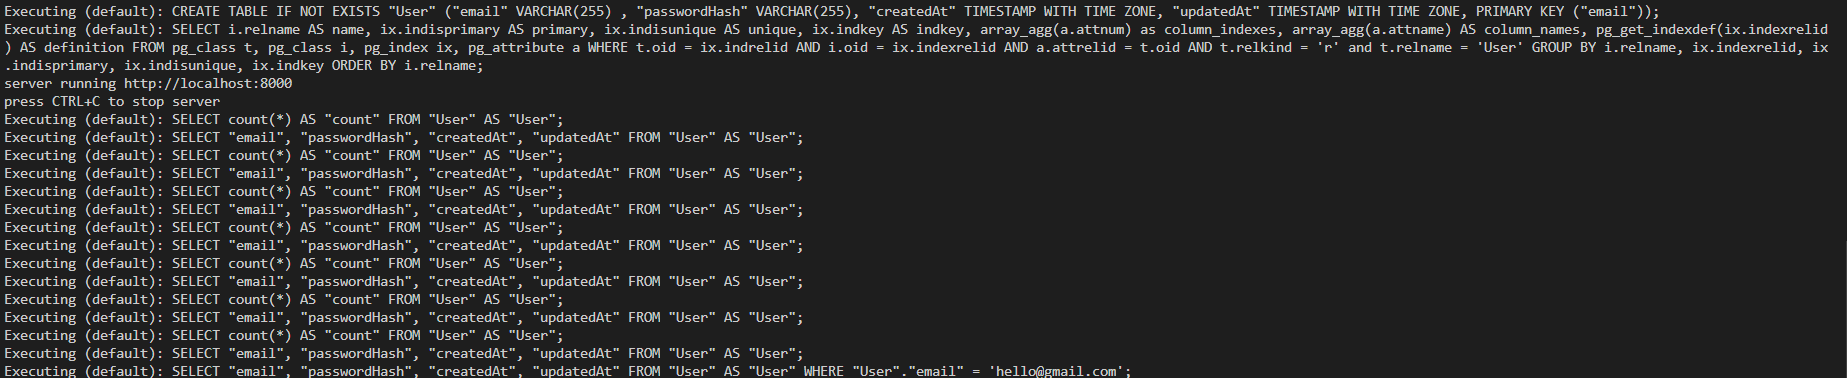 Executing (default): CREATE TABLE IF NOT EXISTS "User" ("email" VARCHAR(255) , "passwordHash" VARCHAR(255), "createdAt" TIMESTAMP WITH TIME ZONE, "updatedAt" TIMESTAMP WITH TIME ZONE, PRIMARY KEY ("email"));
Executing (default): SELECT i.relname AS name, ix.indisprimary AS primary, ix.indisunique AS unique, ix.indkey AS indkey, array_agg(a.attnum) as column_indexes, array_agg(a.attname) AS column_names, pg_get_indexdef(ix.indexrelid
) AS definition FROM pg_class t, pg_class i, pg_index ix, pg_attribute a WHERE t.oid = ix.indrelid AND i.oid = ix.indexrelid AND a.attrelid = t.oid AND t.relkind = 'r' and t.relname = 'User' GROUP BY i.relname, ix.indexrelid, ix
.indisprimary, ix.indisunique, ix.indkey ORDER BY i.relname;
server running http://localhost:8000
press CTRL+C to stop server
Executing (default): SELECT count(*) AS "count" FROM "User" AS "User";
Executing (default): SELECT "email", "passwordHash", "createdAt", "updatedAt" FROM "User" AS "User";
Executing (default): SELECT count(*) AS "count" FROM "User" AS "User";
Executing (default): SELECT "email", "passwordHash", "createdAt", "updatedAt" FROM "User" AS "User";
Executing (default): SELECT count(*) AS "count" FROM "User" AS "User";
Executing (default): SELECT "email", "passwordHash", "createdAt", "updatedAt" FROM "User" AS "User";
Executing (default): SELECT count(*) AS "count" FROM "User" AS "User";
Executing (default): SELECT "email", "passwordHash", "createdAt", "updatedAt" FROM "User" AS "User";
Executing (default): SELECT count(*) AS "count" FROM "User" AS "User";
Executing (default): SELECT "email", "passwordHash", "createdAt", "updatedAt" FROM "User" AS "User";
Executing (default): SELECT count(*) AS "count" FROM "User" AS "User";
Executing (default): SELECT "email", "passwordHash", "createdAt", "updatedAt" FROM "User" AS "User";
Executing (default): SELECT count(*) AS "count" FROM "User" AS "User";
Executing (default): SELECT "email", "passwordHash", "createdAt", "updatedAt" FROM "User" AS "User";
Executing (default): SELECT "email", "passwordHash", "createdAt", "updatedAt" FROM "User" AS "User" WHERE "User"."email" = 'hello@gmail.com';